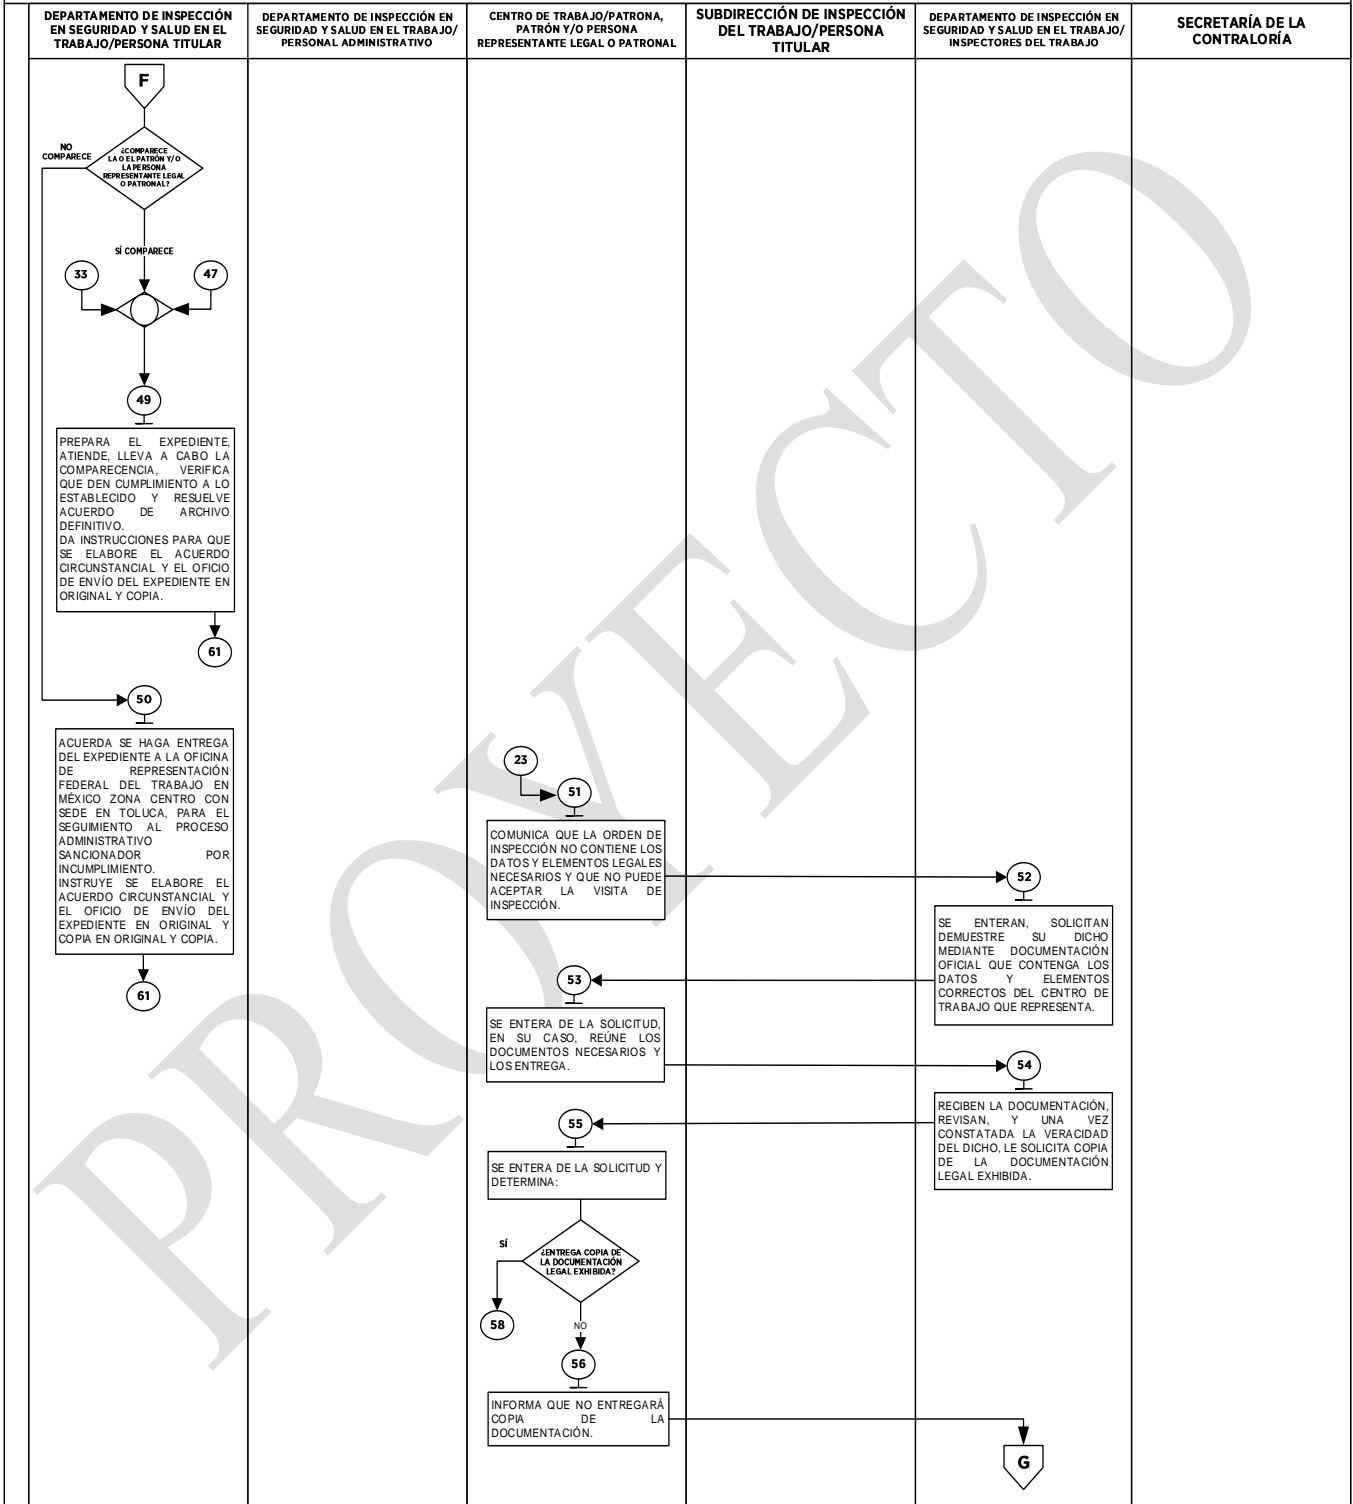 DEPARTAMENTO DE INSPECCIÓN
EN SEGURIDAD Y SALUD EN EL
TRABAJO/PERSONA TITULAR
DEPARTAMENTO DE INSPECCIÓN EN
SEGURIDAD Y SALUD EN EL TRABAJO/
PERSONAL ADMINISTRATIVO
CENTRO DE TRABAJO/PATRONA,
PATRÓN Y/O PERSONA
REPRESENTANTE LEGAL O PATRONAL
SUBDIRECCIÓN DE INSPECCIÓN
DEL TRABAJO/PERSONA
TITULAR
DEPARTAMENTO DE INSPECCIÓN EN
SEGURIDAD Y SALUD EN EL TRABAJO/
INSPECTORES DEL TRABAJO
SECRETARÍA DE LA
CONTRALORÍA
F
NO
COMPARECE
¿COMPARECE
LA O EL PATRÓN Y/O
LA PERSONA
REPRESENTANTE LEGAL
O PATRONAL?
SÍ COMPARECE
33
47
49
PREPARA EL EXPEDIENTE,
ATIENDE, LLEVA A CABO LA
COMPARECENCIA, VERIFICA
QUE DEN CUMPLIMIENTO A LO
ESTABLECIDO Y RESUELVE
ACUERDO DE ARCHIVO
DEFINITIVO.
DA INSTRUCCIONES PARA QUE
SE ELABORE EL ACUERDO
CIRCUNSTANCIAL Y EL OFICIO
DE ENVÍO DEL EXPEDIENTE EN
ORIGINAL Y COPIA.
61
50
ACUERDA SE HAGA ENTREGA
DEL EXPEDIENTE A LA OFICINA
DE REPRESENTACIÓN
FEDERAL DEL TRABAJO EN
MÉXICO ZONA CENTRO CON
SEDE EN TOLUCA, PARA EL
SEGUIMIENTO AL PROCESO
ADMINISTRATIVO
SANCIONADOR POR
INCUMPLIMIENTO.
INSTRUYE SE ELABORE EL
ACUERDO CIRCUNSTANCIAL Y
EL OFICIO DE ENVÍO DEL
EXPEDIENTE EN ORIGINAL Y
COPIA EN ORIGINAL Y COPIA.
61
23
51
COMUNICA QUE LA ORDEN DE
INSPECCIÓN NO CONTIENE LOS
DATOS Y ELEMENTOS LEGALES
NECESARIOS Y QUE NO PUEDE
ACEPTAR LA VISITA DE
INSPECCIÓN.
52
SE ENTERAN, SOLICITAN
DEMUESTRE SU DICHO
MEDIANTE DOCUMENTACIÓN
OFICIAL QUE CONTENGA LOS
DATOS Y ELEMENTOS
CORRECTOS DEL CENTRO DE
TRABAJO QUE REPRESENTA.
53
SE ENTERA DE LA SOLICITUD,
EN SU CASO, REÚNE LOS
DOCUMENTOS NECESARIOS Y
LOS ENTREGA.
54
RECIBEN LA DOCUMENTACIÓN,
REVISAN, Y UNA VEZ
CONSTATADA LA VERACIDAD
DEL DICHO, LE SOLICITA COPIA
DE LA DOCUMENTACIÓN
LEGAL EXHIBIDA.
55
SE ENTERA DE LA SOLICITUD Y
DETERMINA:
SÍ
¿ENTREGA COPIA DE
LA DOCUMENTACIÓN
LEGAL EXHIBIDA?
58
NO
56
INFORMA QUE NO ENTREGARÁ
COPIA DE LA
DOCUMENTACIÓN.
G
PROYECTO